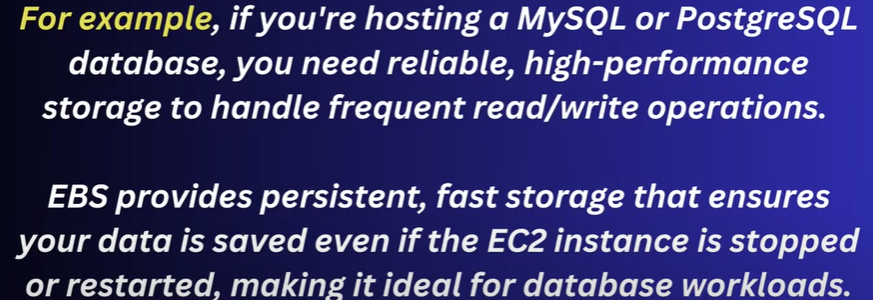 For example, if you're hosting a MySQL or PostgreSQL
database, you need reliable, high-performance
storage to handle frequent read/write operations.
EBS provides persistent, fast storage that ensures
your data is saved even if the EC2 instance is stopped
or restarted, making it ideal for database workloads.